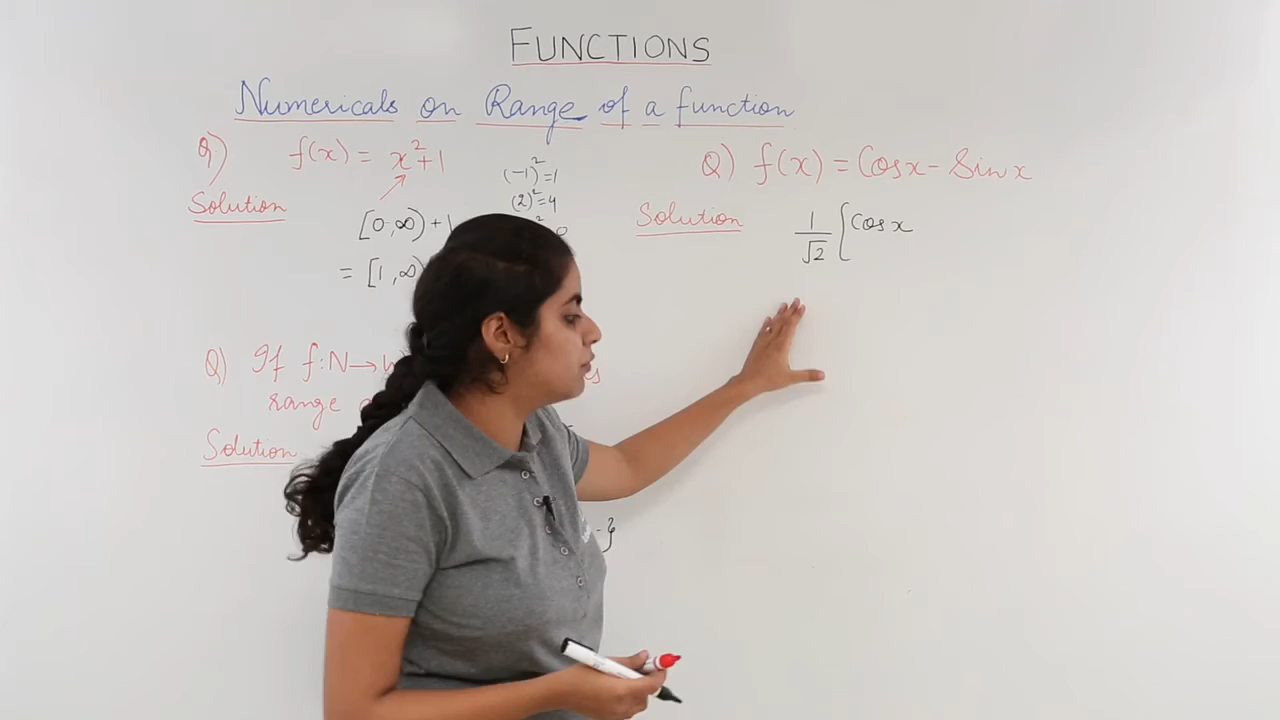 FUNCTIONS
Numericals on Range of a function
Q) f(x) = x²+1
Solution
(-1)²=1
(2)²=4
[0,∞)+1
= [1,∞)
Q) If f:N→
range
Solution
-}
Q) f(x) = Cosx - Sin x
Solution
1/√2 [Cos x